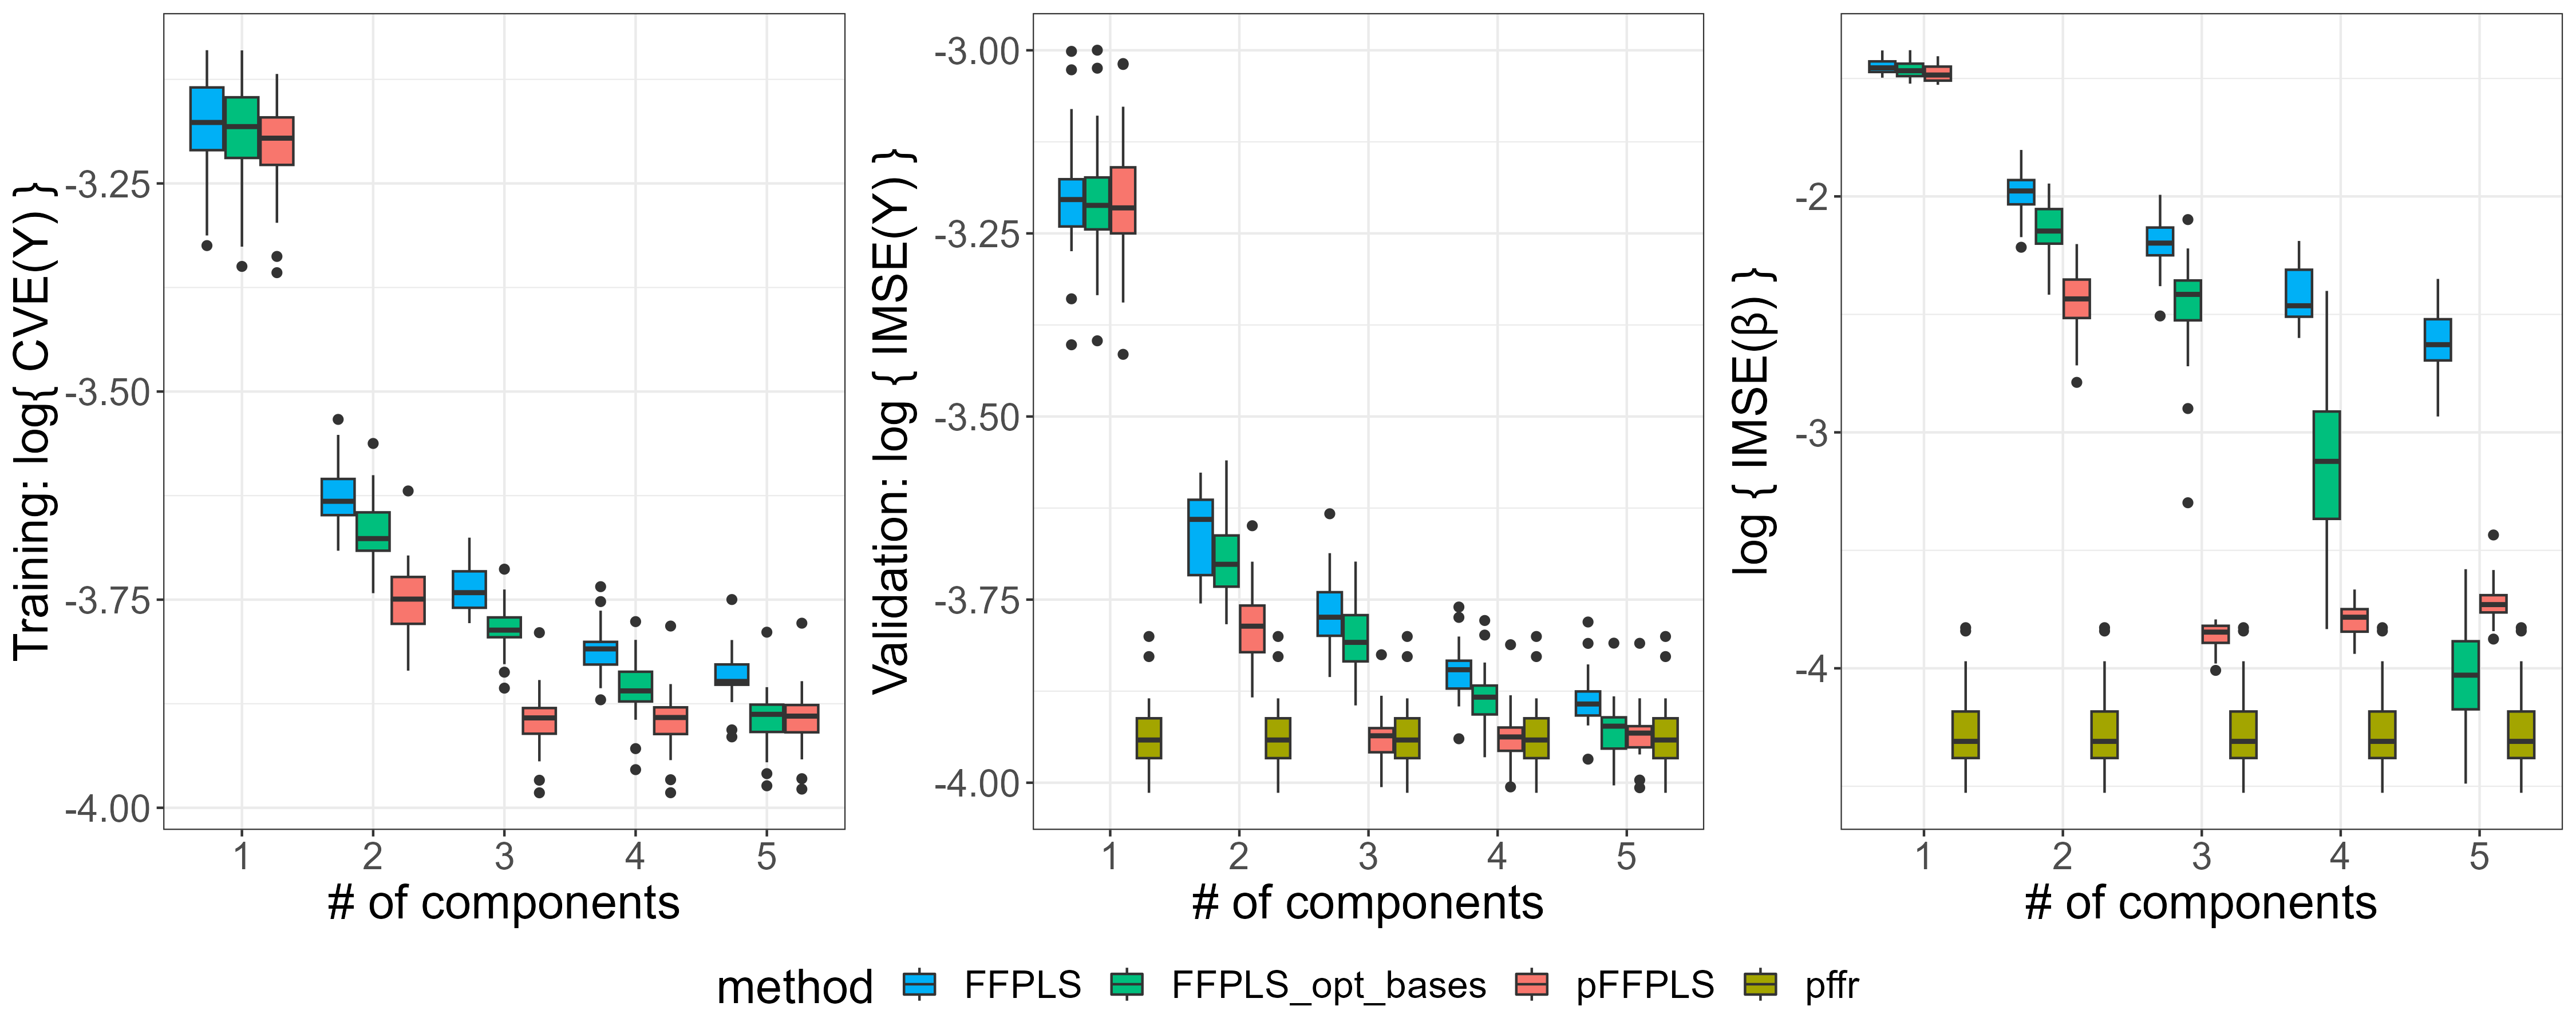 Training: log{ CVE(Y) }
-3.25
-3.50
-3.75
-4.00
1 2 3 4 5
# of components
Validation: log { IMSE(Y) }
-3.00
-3.25
-3.50
-3.75
-4.00
1 2 3 4 5
# of components
log { IMSE(β) }
-2
-3
-4
1 2 3 4 5
# of components
method FFPLS FFPLS_opt_bases pFFPLS pffr